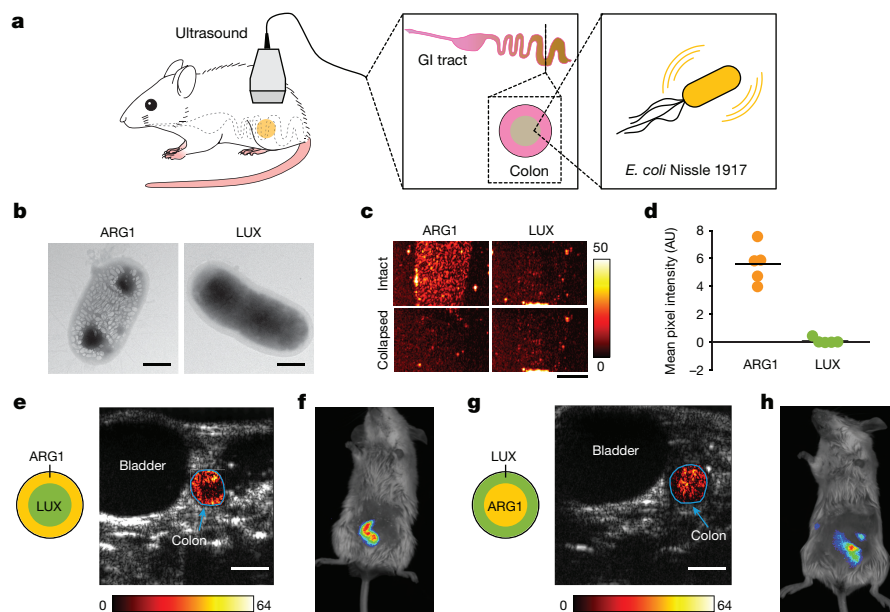 a
Ultrasound
GI tract
Colon
E. coli Nissle 1917
b
ARG1
LUX
c
ARG1
LUX
Intact
Collapsed
50
0
d
Mean pixel intensity (AU)
8
6
4
2
0
–2
ARG1
LUX
e
ARG1
LUX
Bladder
Colon
0
64
f
g
LUX
ARG1
Bladder
Colon
0
64
h